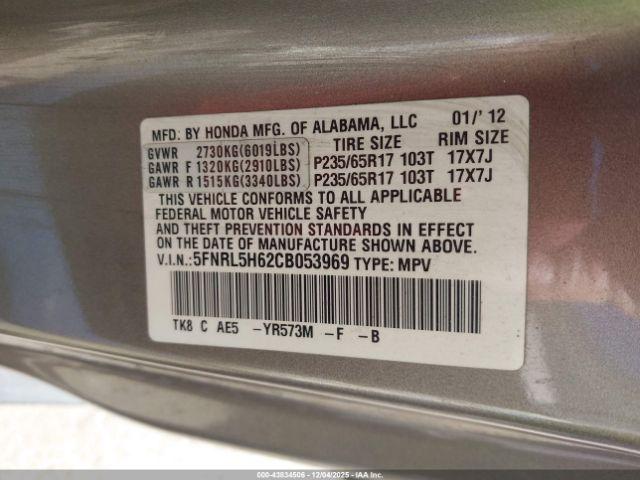 MFD. BY HONDA MFG. OF ALABAMA, LLC 01/'12
TIRE SIZE RIM SIZE
GVWR 2730KG(6019LBS)
GAWR F 1320KG(2910LBS) P235/65R17 103T 17X7J
GAWR R 1515KG(3340LBS) P235/65R17 103T 17X7J
THIS VEHICLE CONFORMS TO ALL APPLICABLE
FEDERAL MOTOR VEHICLE SAFETY
AND THEFT PREVENTION STANDARDS IN EFFECT
ON THE DATE OF MANUFACTURE SHOWN ABOVE.
V.I.N.:5FNRL5H62CB053969 TYPE: MPV
TK8 C AE5 -YR573M -F -B
000-43834506 - 12/04/2025 - IAA Inc.